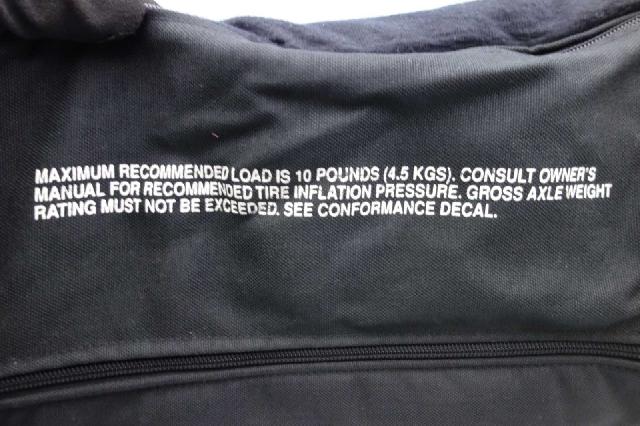 MAXIMUM RECOMMENDED LOAD IS 10 POUNDS (4.5 KGS). CONSULT OWNER'S
MANUAL FOR RECOMMENDED TIRE INFLATION PRESSURE. GROSS AXLE WEIGHT
RATING MUST NOT BE EXCEEDED. SEE CONFORMANCE DECAL.